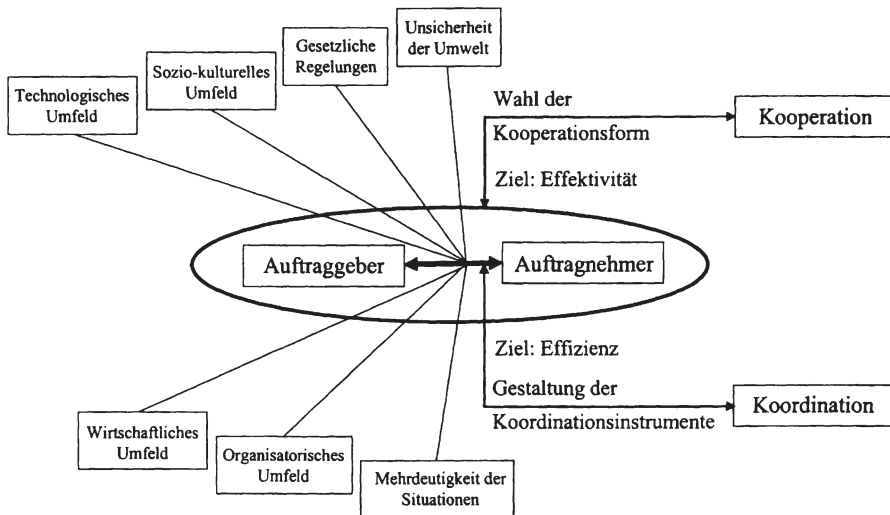 Unsicherheit
der Umwelt
Gesetzliche
Regelungen
Sozio-kulturelles
Umfeld
Technologisches
Umfeld
Wahl der
Kooperationsform
Kooperation
Ziel: Effektivität
Auftraggeber
Auftragnehmer
Ziel: Effizienz
Gestaltung der
Koordinationsinstrumente
Koordination
Wirtschaftliches
Umfeld
Organisatorisches
Umfeld
Mehrdeutigkeit der
Situationen